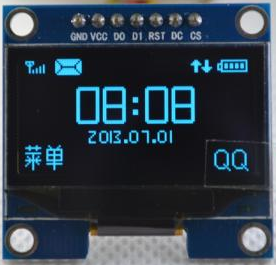 GND VCC D0 D1 RST DC CS
08:08
2013.07.01
菜单 QQ